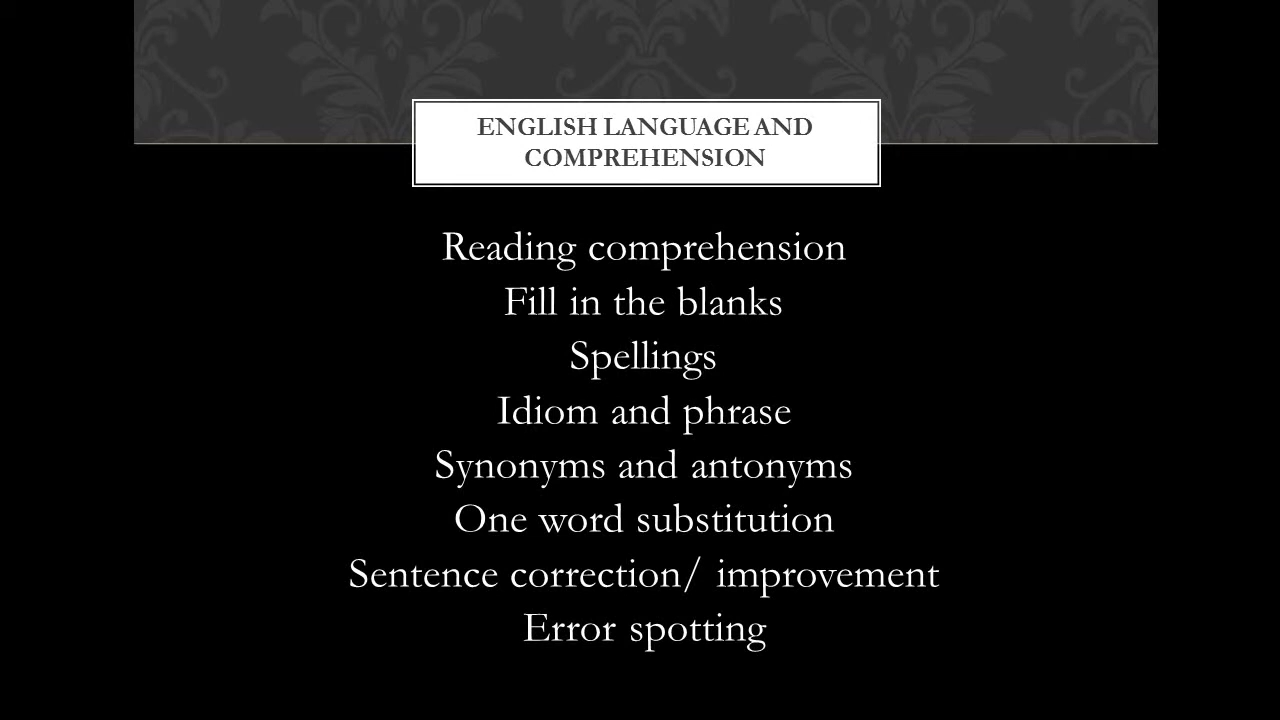 ENGLISH LANGUAGE AND
COMPREHENSION
Reading comprehension
Fill in the blanks
Spellings
Idiom and phrase
Synonyms and antonyms
One word substitution
Sentence correction/ improvement
Error spotting